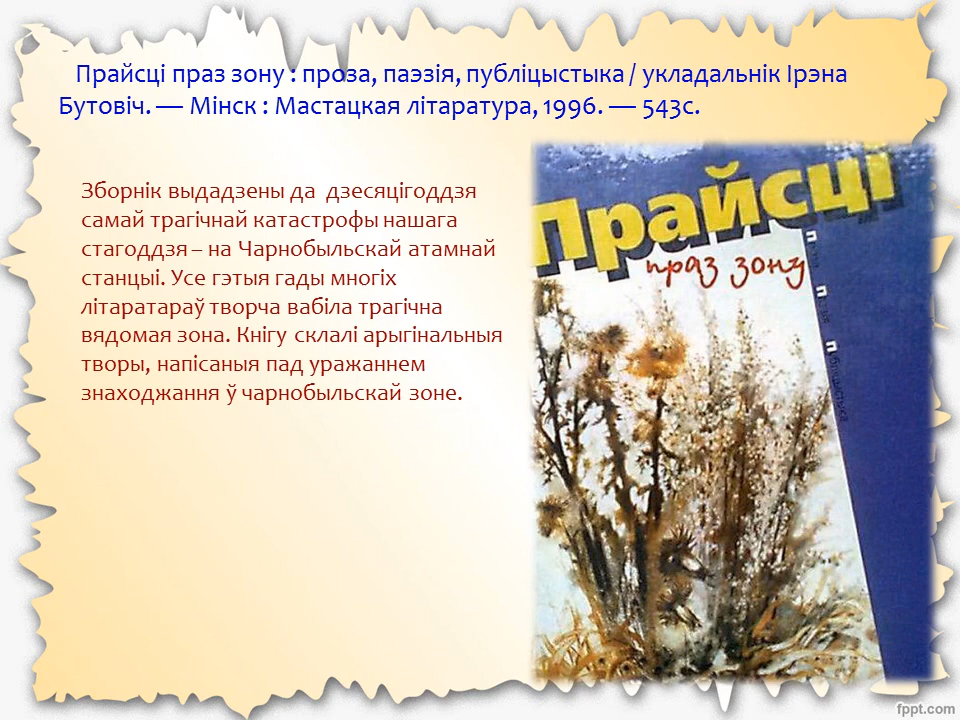 Прайсці праз зону : проза, паэзія, публіцыстыка / укладальнік Ірэна
Бутовіч. — Мінск : Мастацкая літаратура, 1996. — 543с.
Зборнік выдадзены да дзесяцігоддзя
самай трагічнай катастрофы нашага
стагоддзя – на Чарнобыльскай атамнай
станцыі. Усе гэтыя гады многіх
літаратараў творча вабіла трагічна
вядомая зона. Кнігу склалі арыгінальныя
творы, напісаныя пад уражаннем
знаходжання ў чарнобыльскай зоне.
Прайсці
праз зону
fppt.com